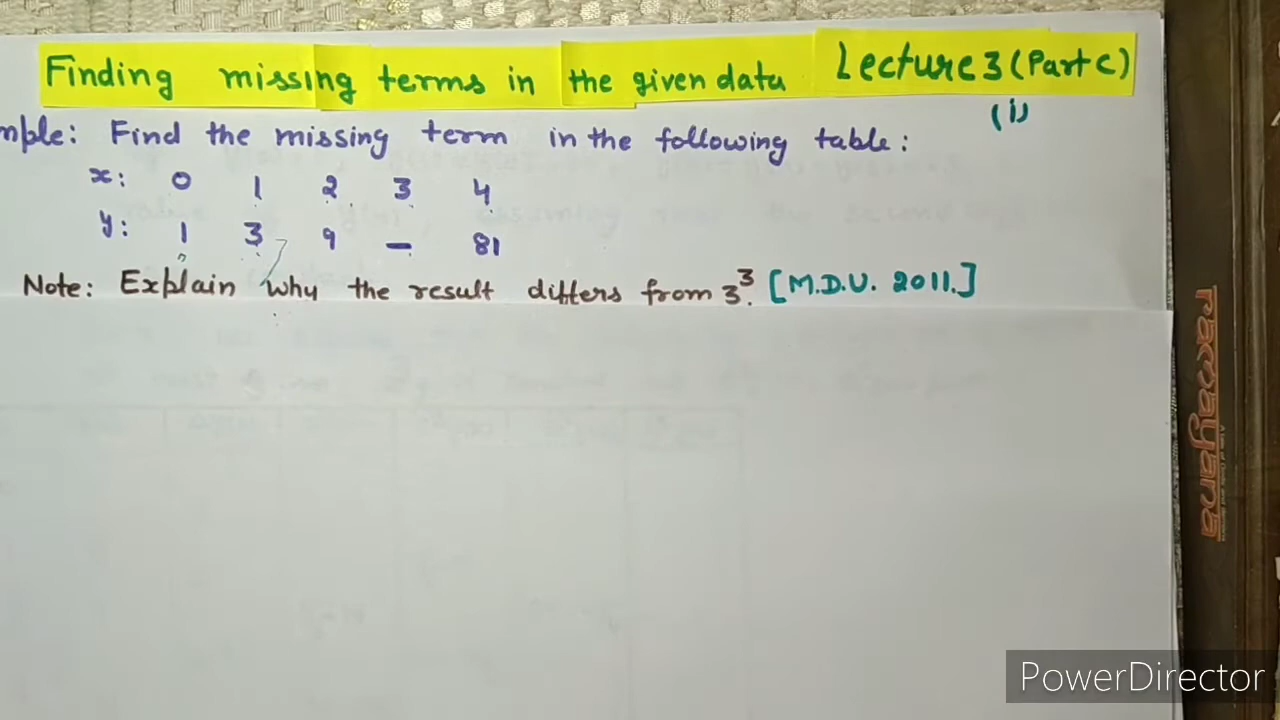 Finding missing terms in the given data Lecture 3 (Part C)
(i)
mple: Find the missing term in the following table:
x: 0 1 2 3 4
y: 1 3 9 — 81
Note: Explain why the result differs from 3³. [M.D.U. 2011.]
ramayana
PowerDirector